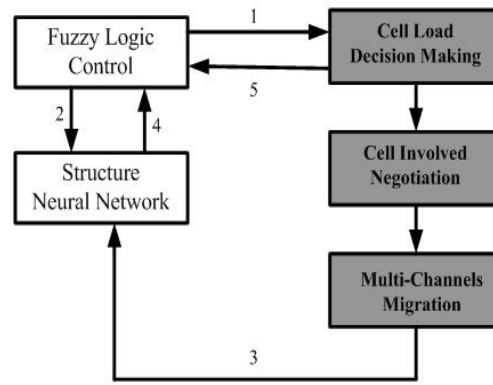 Fuzzy Logic
Control
1
Cell Load
Decision Making
5
2
4
Structure
Neural Network
Cell Involved
Negotiation
Multi-Channels
Migration
3